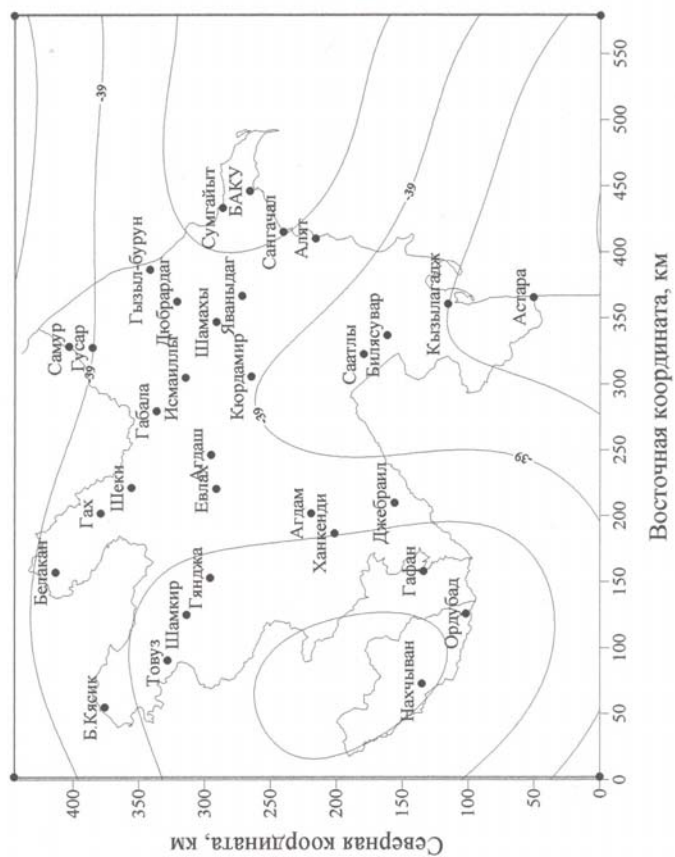 Северная координата, км
400
350
300
250
200
150
100
50
0
Восточная координата, км
0
50
100
150
200
250
300
350
400
450
500
550
-39
-39
-39
-39
-39
Белакан
Гах
Шеки
Б.Кясик
Товуз
Шамкир
Гянджа
Самур
Гусар
Габала
Исмаиллы
Агдаш
Евлах
Гызыл-бурун
Дюбрардаг
Шамахы
Яваныдаг
Кюрдамир
Сумгайыт
БАКУ
Сангачал
Алят
Агдам
Ханкенди
Джебраил
Саатлы
Билясувар
Кызылагадж
Астара
Гафан
Ордубад
Нахчыван